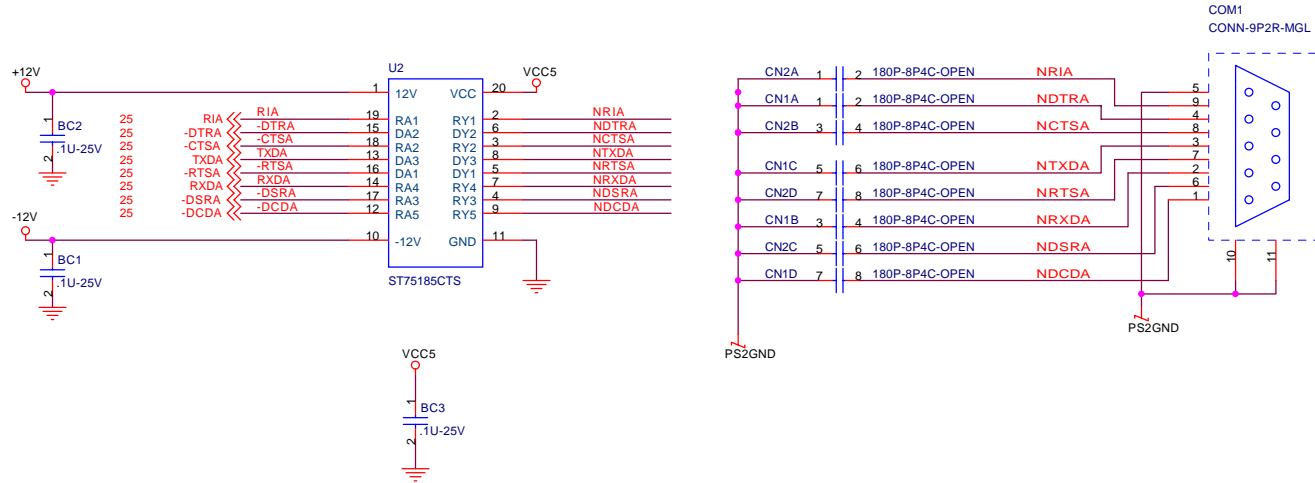 COM1
CONN-9P2R-MGL
+12V
U2
VCC5
1 12V VCC 20
25 RIA RIA 19 RA1 RY1 2 NRIA
25 -DTRA -DTRA 15 DA2 DY2 6 NDTRA
25 -CTSA -CTSA 18 RA2 RY2 3 NCTSA
25 TXDA TXDA 13 DA3 DY3 8 NTXDA
25 -RTSA -RTSA 16 DA1 DY1 5 NRTSA
25 RXDA RXDA 14 RA4 RY4 7 NRXDA
25 -DSRA -DSRA 17 RA3 RY3 4 NDSRA
25 -DCDA -DCDA 12 RA5 RY5 9 NDCDA
10 -12V GND 11
ST75185CTS
1
BC2
.1U-25V
2
-12V
1
BC1
.1U-25V
2
VCC5
1
BC3
.1U-25V
2
CN2A 1 2 180P-8P4C-OPEN NRIA
CN1A 1 2 180P-8P4C-OPEN NDTRA
CN2B 3 4 180P-8P4C-OPEN NCTSA
CN1C 5 6 180P-8P4C-OPEN NTXDA
CN2D 7 8 180P-8P4C-OPEN NRTSA
CN1B 3 4 180P-8P4C-OPEN NRXDA
CN2C 5 6 180P-8P4C-OPEN NDSRA
CN1D 7 8 180P-8P4C-OPEN NDCDA
PS2GND
5
9
4
8
3
7
2
6
1
10
11
PS2GND